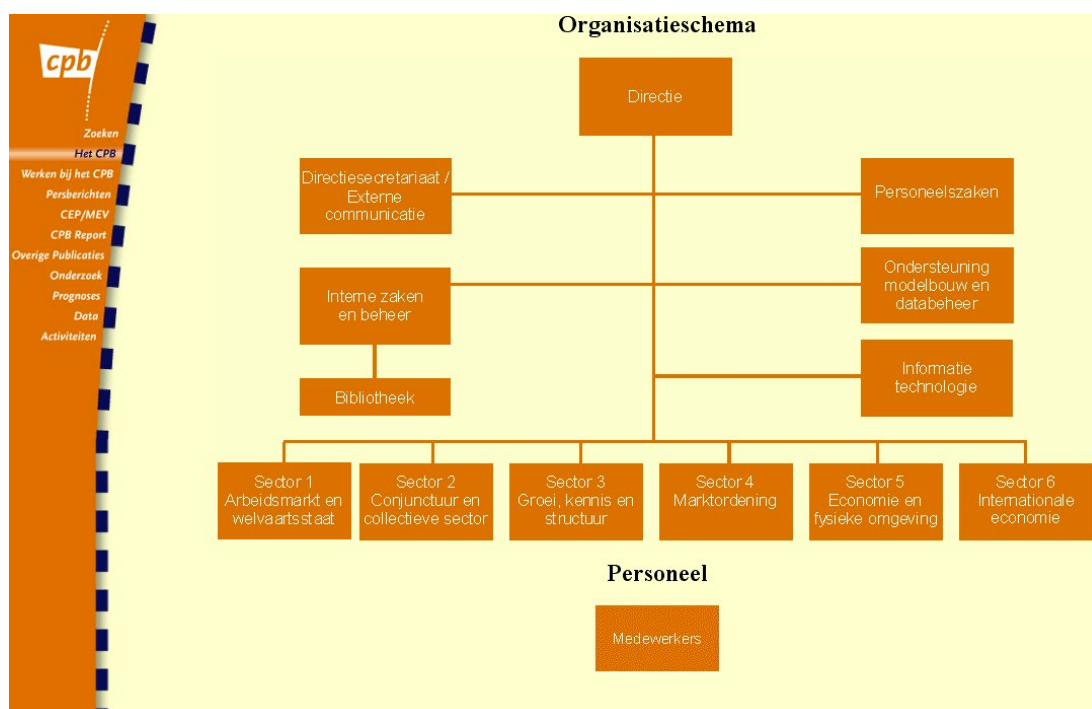 cpb
Zoeken
Het CPB
Werken bij het CPB
Persberichten
CEP/MEV
CPB Report
Overige Publicaties
Onderzoek
Prognoses
Data
Activiteiten
Organisatieschema
Directie
Directiesecretariaat /
Externe
communicatie
Personeelszaken
Interne zaken
en beheer
Ondersteuning
modelbouw en
databeheer
Bibliotheek
Informatie
technologie
Sector 1
Arbeidsmarkt en
welvaartsstaat
Sector 2
Conjunctuur en
collectieve sector
Sector 3
Groei, kennis en
structuur
Sector 4
Marktordening
Sector 5
Economie en
fysieke omgeving
Sector 6
Internationale
economie
Personeel
Medewerkers